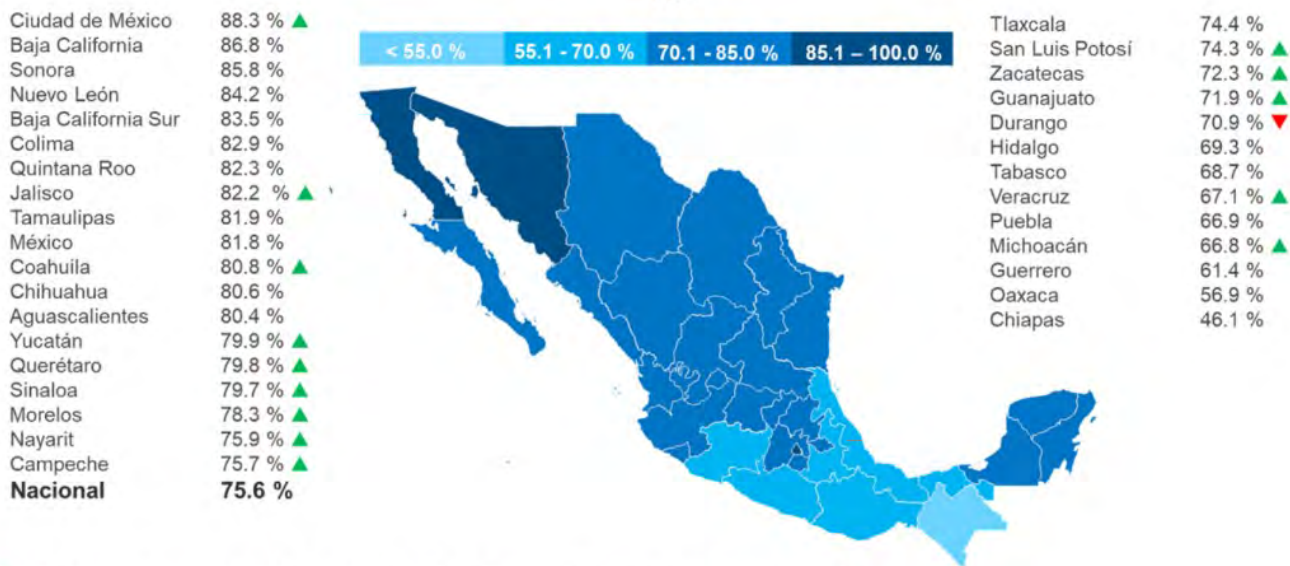 Ciudad de México 88.3 % ▲
Baja California 86.8 %
Sonora 85.8 %
Nuevo León 84.2 %
Baja California Sur 83.5 %
Colima 82.9 %
Quintana Roo 82.3 %
Jalisco 82.2 % ▲
Tamaulipas 81.9 %
México 81.8 %
Coahuila 80.8 % ▲
Chihuahua 80.6 %
Aguascalientes 80.4 %
Yucatán 79.9 % ▲
Querétaro 79.8 % ▲
Sinaloa 79.7 % ▲
Morelos 78.3 % ▲
Nayarit 75.9 % ▲
Campeche 75.7 % ▲
Nacional 75.6 %
< 55.0 % 55.1 - 70.0 % 70.1 - 85.0 % 85.1 – 100.0 %
Tlaxcala 74.4 %
San Luis Potosí 74.3 % ▲
Zacatecas 72.3 % ▲
Guanajuato 71.9 % ▲
Durango 70.9 % ▼
Hidalgo 69.3 %
Tabasco 68.7 %
Veracruz 67.1 % ▲
Puebla 66.9 %
Michoacán 66.8 % ▲
Guerrero 61.4 %
Oaxaca 56.9 %
Chiapas 46.1 %